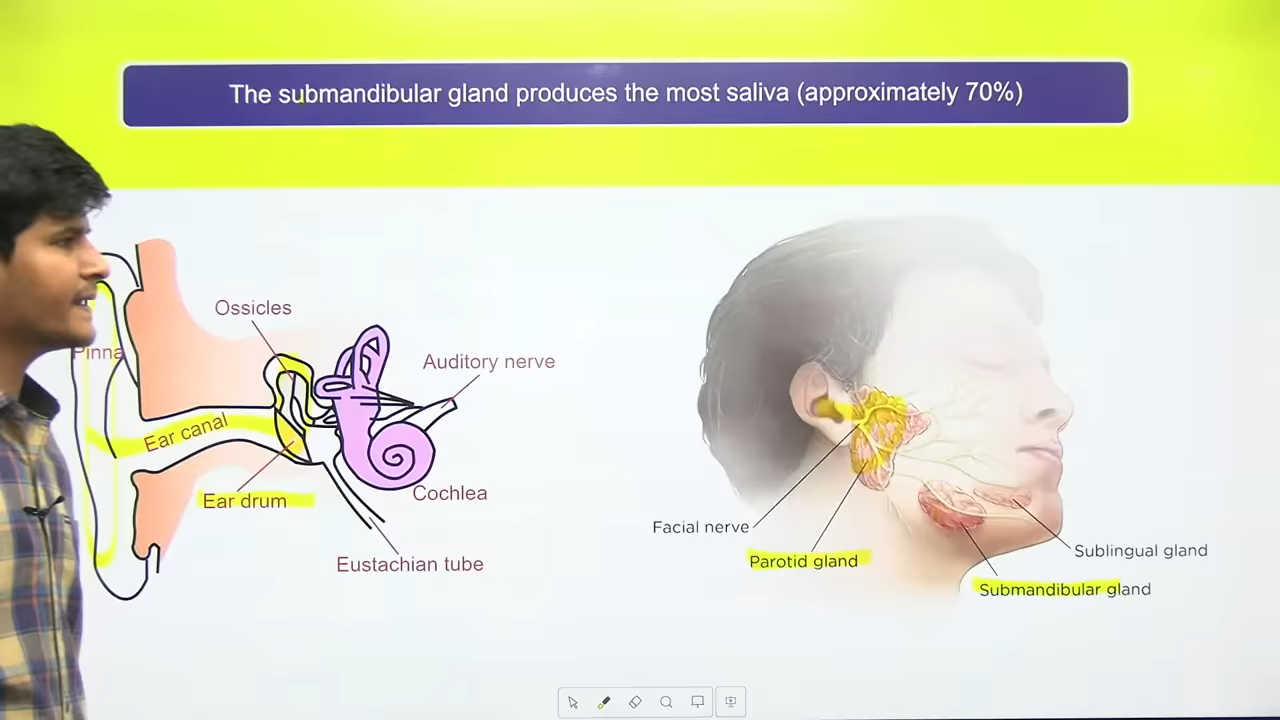 The submandibular gland produces the most saliva (approximately 70%)
Ossicles
Pinna
Auditory nerve
Ear canal
Ear drum
Cochlea
Eustachian tube
Facial nerve
Parotid gland
Sublingual gland
Submandibular gland